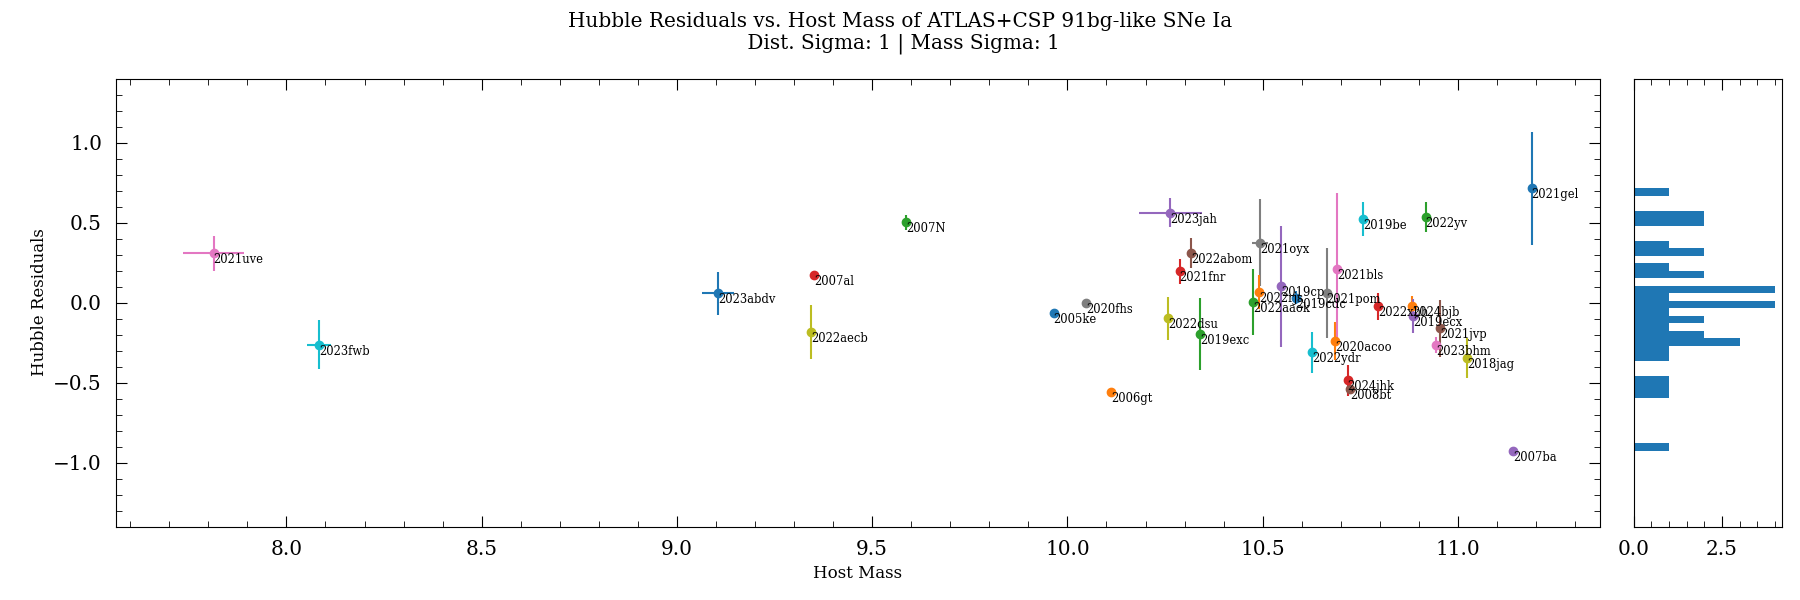 Hubble Residuals vs. Host Mass of ATLAS+CSP 91bg-like SNe Ia
Dist. Sigma: 1 | Mass Sigma: 1
Hubble Residuals
1.0
0.5
0.0
−0.5
−1.0
2021uve
2023fwb
2023abdv
2007al
2022aecb
2007N
2005ke
2020fhs
2006gt
2023jah
2022dsu
2021fnr
2022abom
2019exc
2021oyx
2022aaok
2019cp
2019cdc
2021pom
2022ydr
2021bls
2020acoo
2024jhk
2008bt
2019be
2022yv
2024bjb
2019ecx
2021jvp
2023bhm
2018jag
2021gel
2007ba
8.0
8.5
9.0
9.5
10.0
10.5
11.0
Host Mass
0.0
2.5